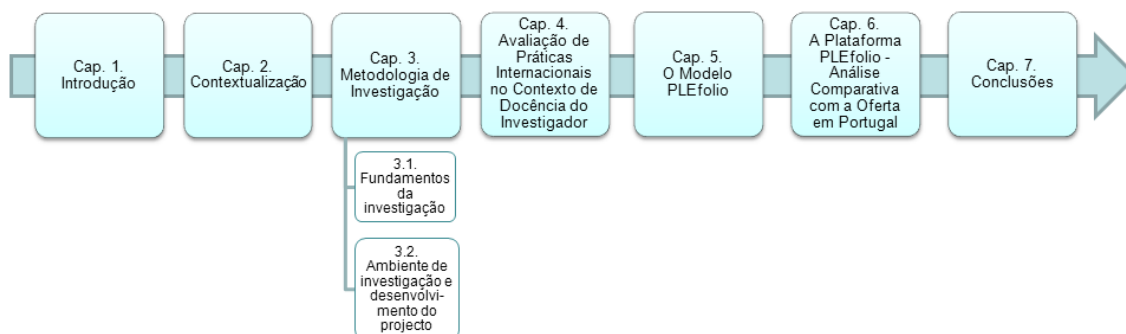 Cap. 1.
Introdução
Cap. 2.
Contextualização
Cap. 3.
Metodologia de
Investigação
Cap. 4.
Avaliação de
Práticas
Internacionais
no Contexto de
Docência do
Investigador
Cap. 5.
O Modelo
PLEfolio
Cap. 6.
A Plataforma
PLEfolio -
Análise
Comparativa
com a Oferta
em Portugal
Cap. 7.
Conclusões
3.1.
Fundamentos
da
investigação
3.2.
Ambiente de
investigação e
desenvolvi-
mento do
projecto